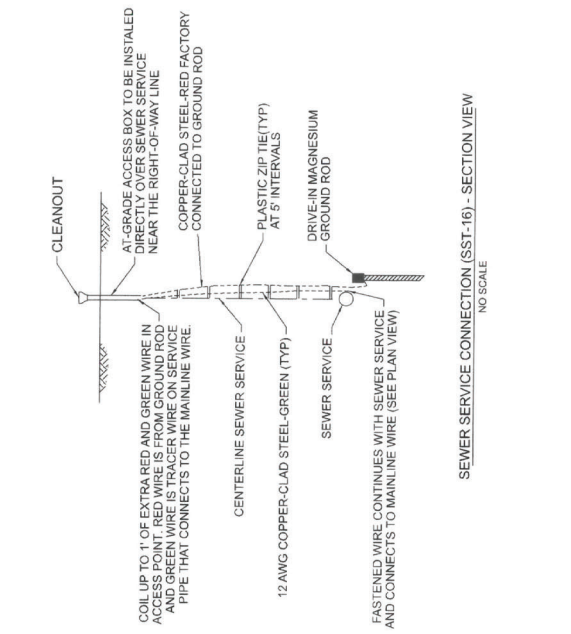 CLEANOUT
AT-GRADE ACCESS BOX TO BE INSTALED
DIRECTLY OVER SEWER SERVICE
NEAR THE RIGHT-OF-WAY LINE
COPPER-CLAD STEEL-RED FACTORY
CONNECTED TO GROUND ROD
PLASTIC ZIP TIE(TYP)
AT 5' INTERVALS
DRIVE-IN MAGNESIUM
GROUND ROD
COIL UP TO 1' OF EXTRA RED AND GREEN WIRE IN
ACCESS POINT. RED WIRE IS FROM GROUND ROD
AND GREEN WIRE IS TRACER WIRE ON SERVICE
PIPE THAT CONNECTS TO THE MAINLINE WIRE.
CENTERLINE SEWER SERVICE
12 AWG COPPER-CLAD STEEL-GREEN (TYP)
SEWER SERVICE
FASTENED WIRE CONTINUES WITH SEWER SERVICE
AND CONNECTS TO MAINLINE WIRE (SEE PLAN VIEW)
SEWER SERVICE CONNECTION (SST-16) - SECTION VIEW
NO SCALE